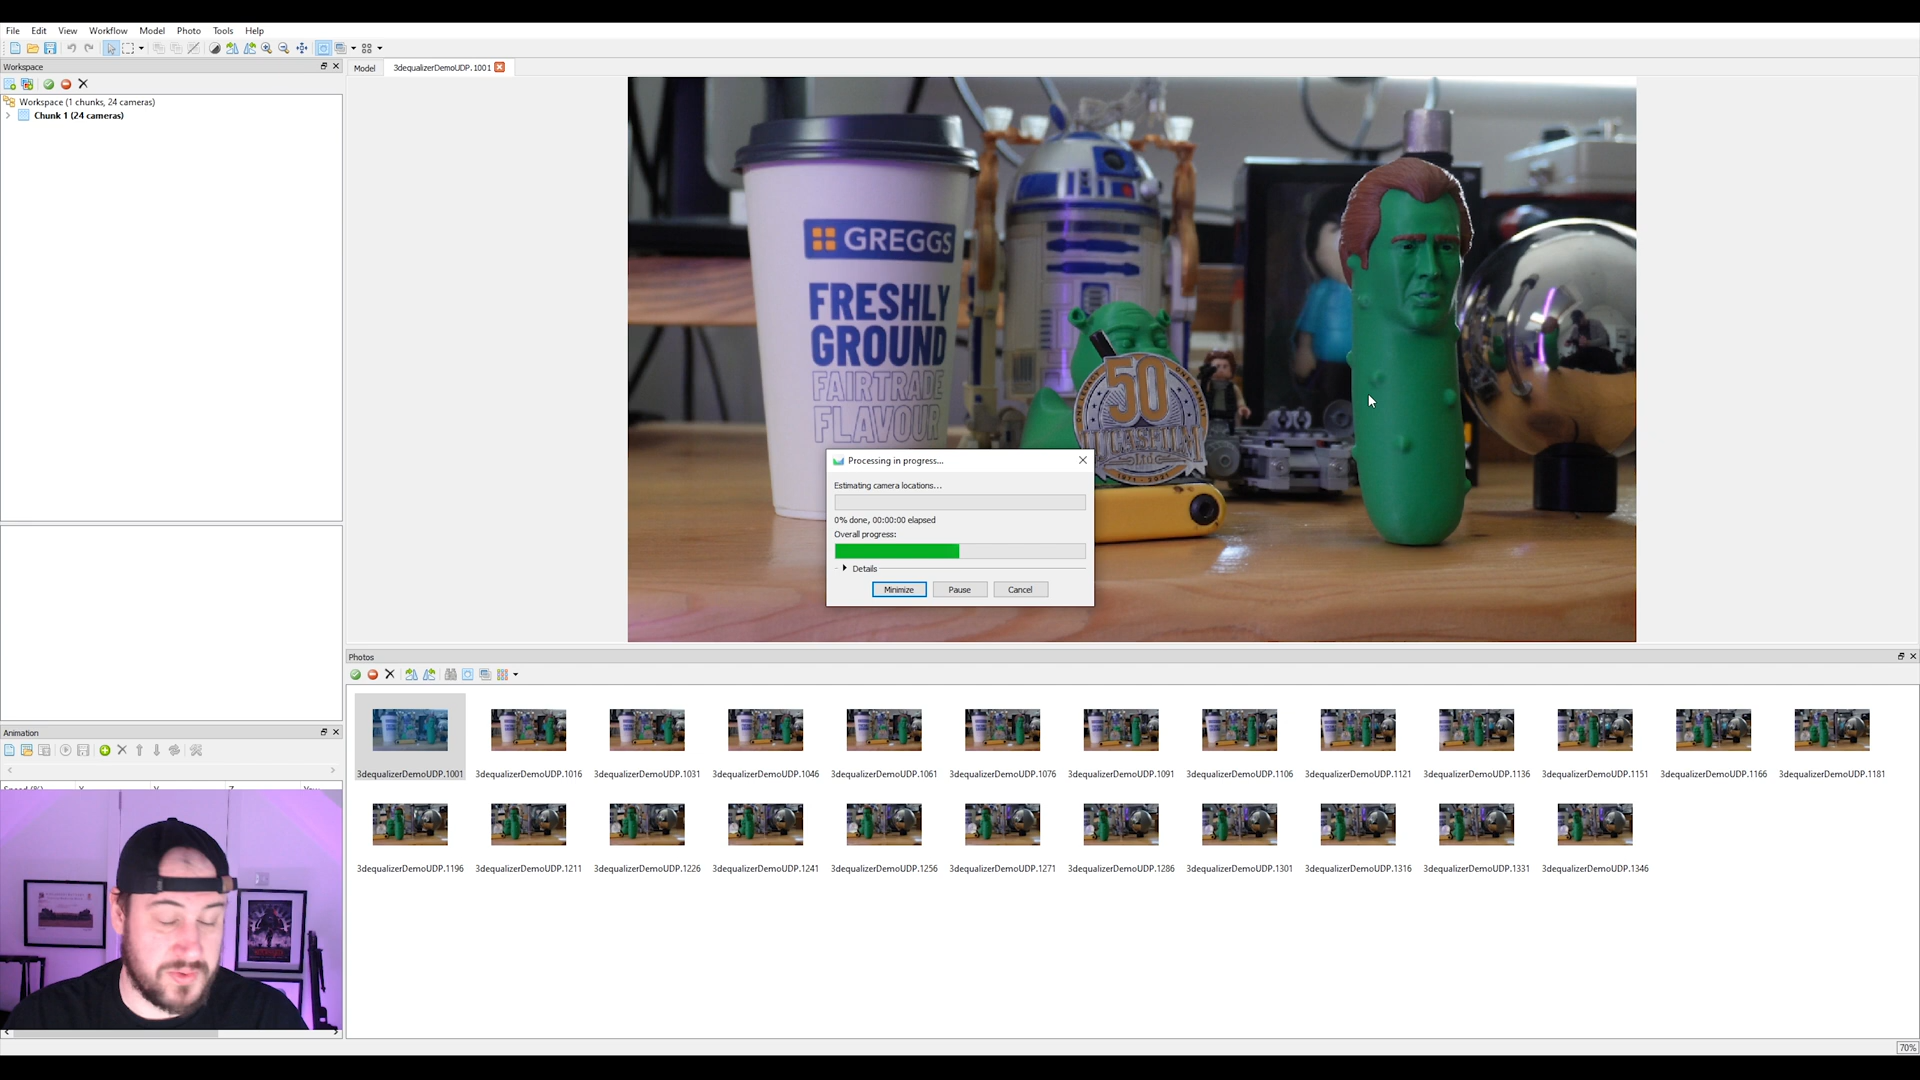 File Edit View Workflow Model Photo Tools Help
Workspace
Workspace (1 chunks, 24 cameras)
Chunk 1 (24 cameras)
Model 3dequalizerDemoUDP.1001
GREGGS
FRESHLY
GROUND
FAIRTRADE
FLAVOUR
50
Ltd
1971 - 2021
Processing in progress...
Estimating camera locations...
0% done, 00:00:00 elapsed
Overall progress:
Details
Minimize Pause Cancel
Photos
3dequalizerDemoUDP.1001 3dequalizerDemoUDP.1016 3dequalizerDemoUDP.1031 3dequalizerDemoUDP.1046 3dequalizerDemoUDP.1061 3dequalizerDemoUDP.1076 3dequalizerDemoUDP.1091 3dequalizerDemoUDP.1106 3dequalizerDemoUDP.1121 3dequalizerDemoUDP.1136 3dequalizerDemoUDP.1151 3dequalizerDemoUDP.1166 3dequalizerDemoUDP.1181
3dequalizerDemoUDP.1196 3dequalizerDemoUDP.1211 3dequalizerDemoUDP.1226 3dequalizerDemoUDP.1241 3dequalizerDemoUDP.1256 3dequalizerDemoUDP.1271 3dequalizerDemoUDP.1286 3dequalizerDemoUDP.1301 3dequalizerDemoUDP.1316 3dequalizerDemoUDP.1331 3dequalizerDemoUDP.1346
Animation
70%